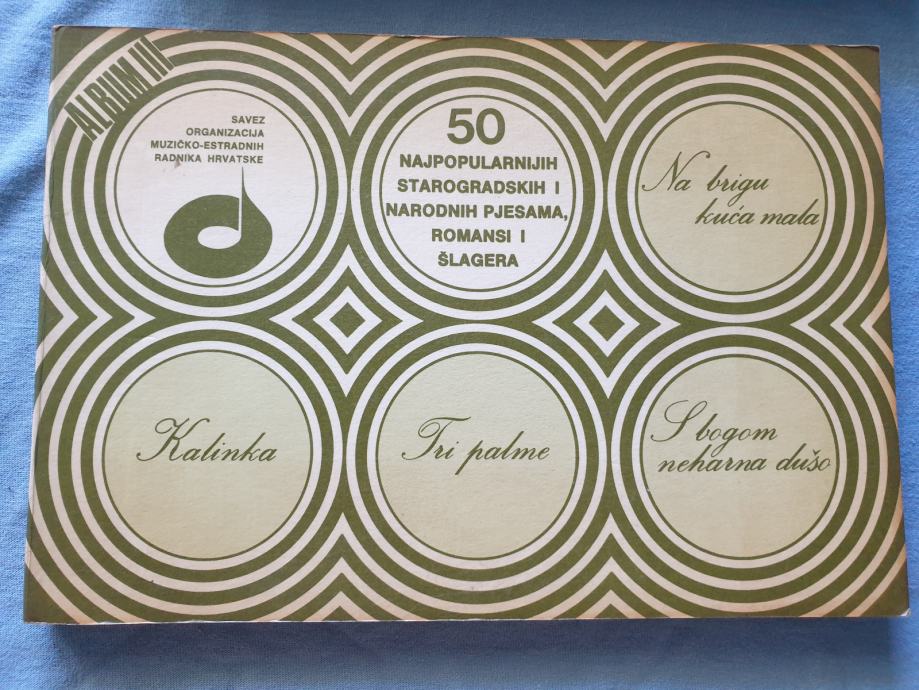 ALBUM III
SAVEZ
ORGANIZACIJA
MUZIČKO-ESTRADNIH
RADNIKA HRVATSKE
50
NAJPOPULARNIJIH
STAROGRADSKIH I
NARODNIH PJESAMA,
ROMANSI I
ŠLAGERA
Na brigu
kuća mala
Kalinka
Tri palme
S bogom
neharna dušo